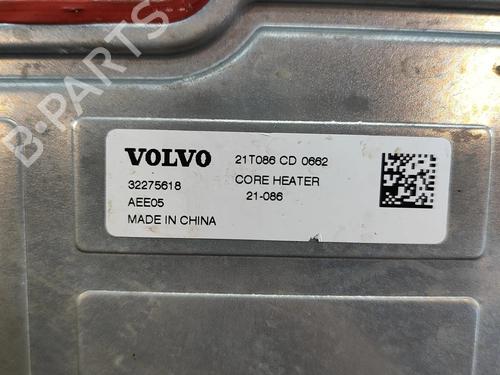 B-PARTS
VOLVO
21T086 CD 0662
32275618
CORE HEATER
AEE05
21-086
MADE IN CHINA